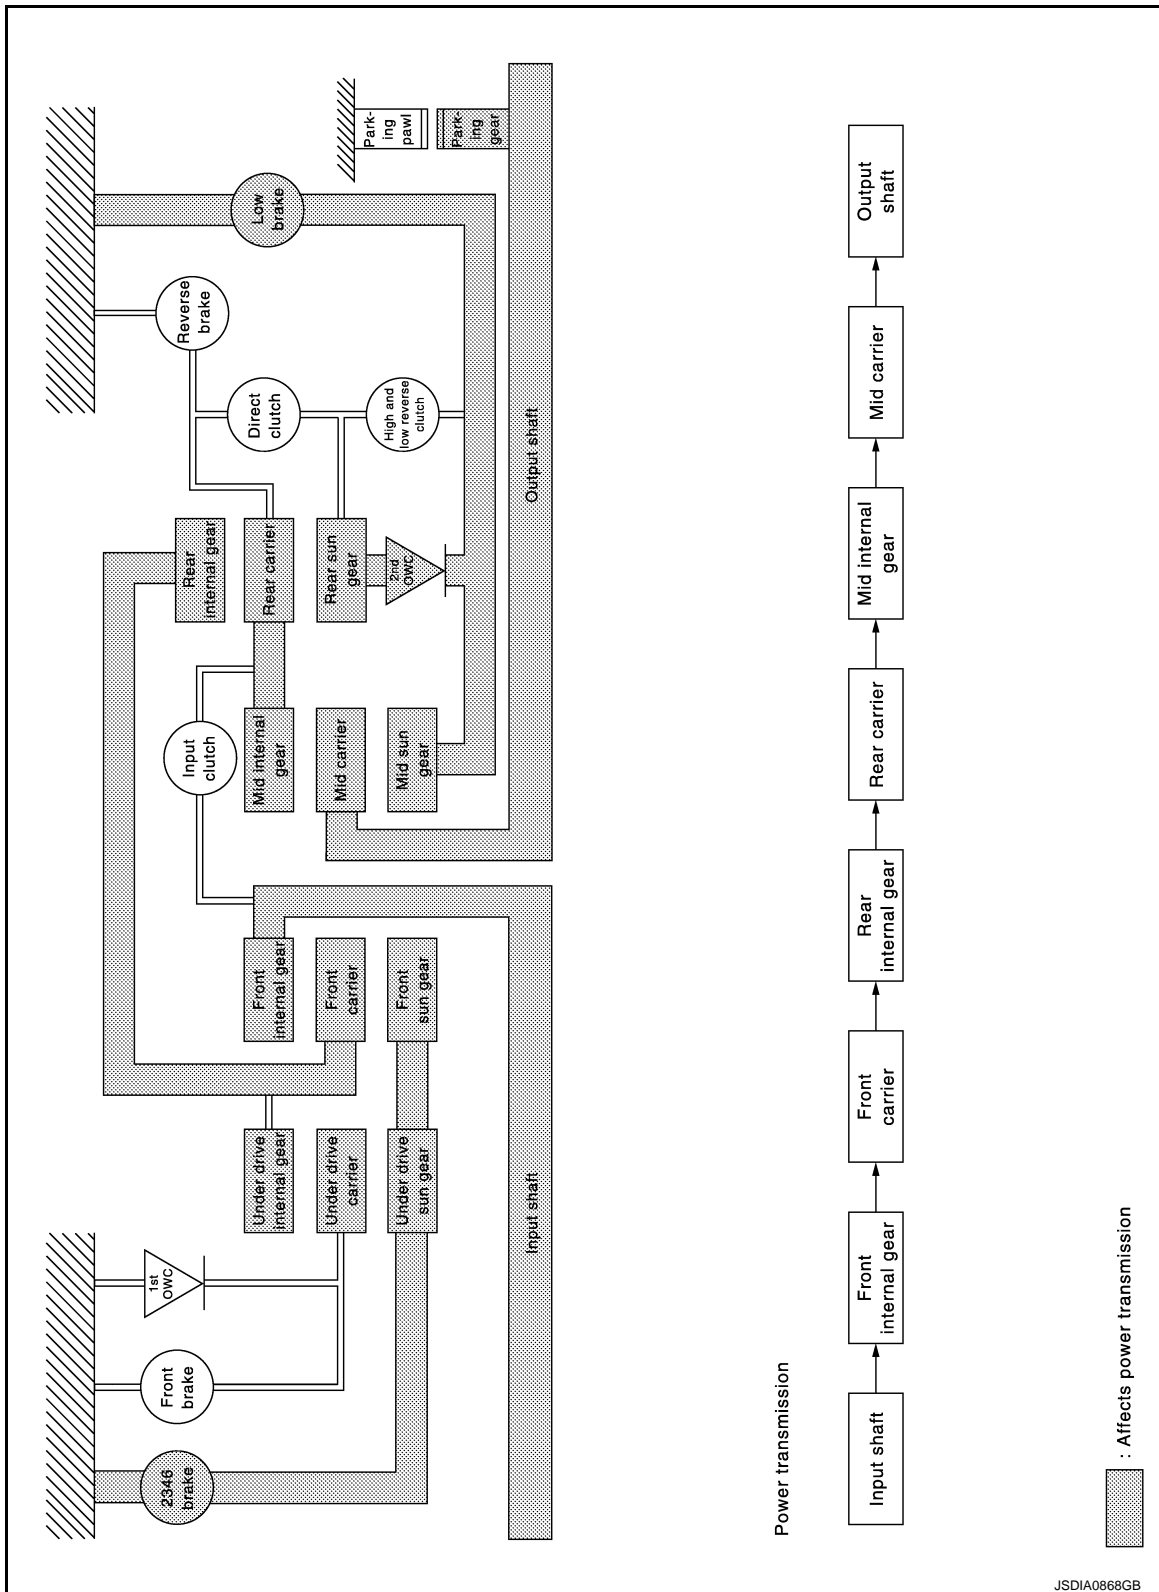 2346
brake
Front
brake
1st
OWC
Under drive
internal gear
Under drive
carrier
Under drive
sun gear
Input shaft
Front
internal gear
Front
carrier
Front
sun gear
Input
clutch
Mid internal
gear
Mid carrier
Mid sun
gear
Rear
internal gear
Rear carrier
Rear sun
gear
2nd
OWC
Output shaft
Direct
clutch
High and
low reverse
clutch
Reverse
brake
Low
brake
Park-
ing
pawl
Park-
ing
gear
Power transmission
Input shaft
Front
internal gear
Front
carrier
Rear
internal gear
Rear carrier
Mid internal
gear
Mid carrier
Output
shaft
: Affects power transmission
JSDIA0868GB